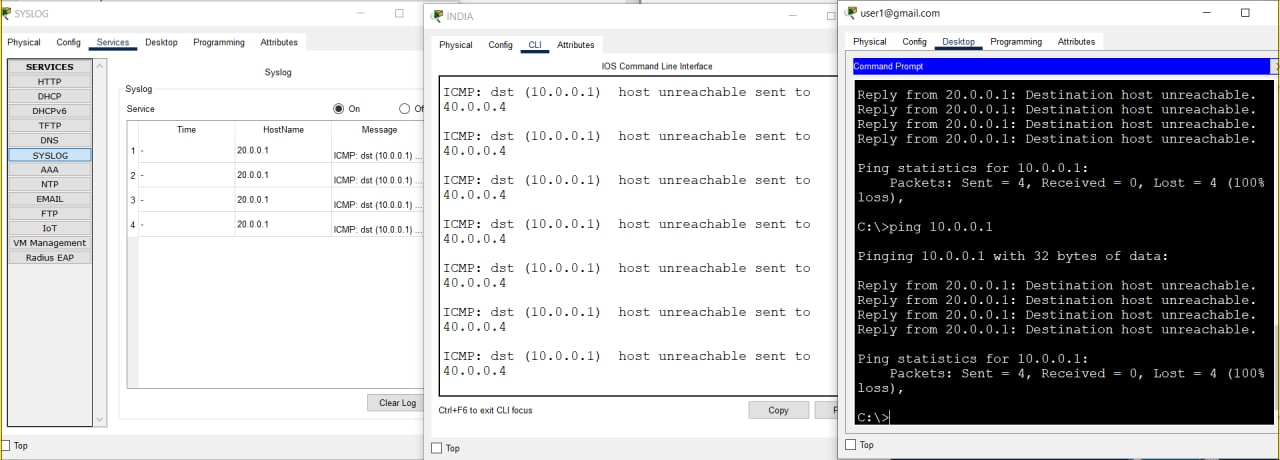 SYSLOG
Physical Config Services Desktop Programming Attributes
SERVICES
HTTP
DHCP
DHCPv6
TFTP
DNS
SYSLOG
AAA
NTP
EMAIL
FTP
IoT
VM Management
Radius EAP
Syslog
Syslog
Service On
Time HostName Message
1 - 20.0.0.1 ICMP: dst (10.0.0.1) ...
2 - 20.0.0.1 ICMP: dst (10.0.0.1) ...
3 - 20.0.0.1 ICMP: dst (10.0.0.1) ...
4 - 20.0.0.1 ICMP: dst (10.0.0.1) ...
Clear Log
Top
INDIA
Physical Config CLI Attributes
IOS Command Line Interface
ICMP: dst (10.0.0.1) host unreachable sent to
40.0.0.4
ICMP: dst (10.0.0.1) host unreachable sent to
40.0.0.4
ICMP: dst (10.0.0.1) host unreachable sent to
40.0.0.4
ICMP: dst (10.0.0.1) host unreachable sent to
40.0.0.4
ICMP: dst (10.0.0.1) host unreachable sent to
40.0.0.4
ICMP: dst (10.0.0.1) host unreachable sent to
40.0.0.4
ICMP: dst (10.0.0.1) host unreachable sent to
40.0.0.4
Ctrl+F6 to exit CLI focus
Copy
Top
user1@gmail.com
Physical Config Desktop Programming Attributes
Command Prompt
Reply from 20.0.0.1: Destination host unreachable.
Reply from 20.0.0.1: Destination host unreachable.
Reply from 20.0.0.1: Destination host unreachable.
Reply from 20.0.0.1: Destination host unreachable.
Ping statistics for 10.0.0.1:
Packets: Sent = 4, Received = 0, Lost = 4 (100%
loss),
C:\>ping 10.0.0.1
Pinging 10.0.0.1 with 32 bytes of data:
Reply from 20.0.0.1: Destination host unreachable.
Reply from 20.0.0.1: Destination host unreachable.
Reply from 20.0.0.1: Destination host unreachable.
Reply from 20.0.0.1: Destination host unreachable.
Ping statistics for 10.0.0.1:
Packets: Sent = 4, Received = 0, Lost = 4 (100%
loss),
C:\>
Top